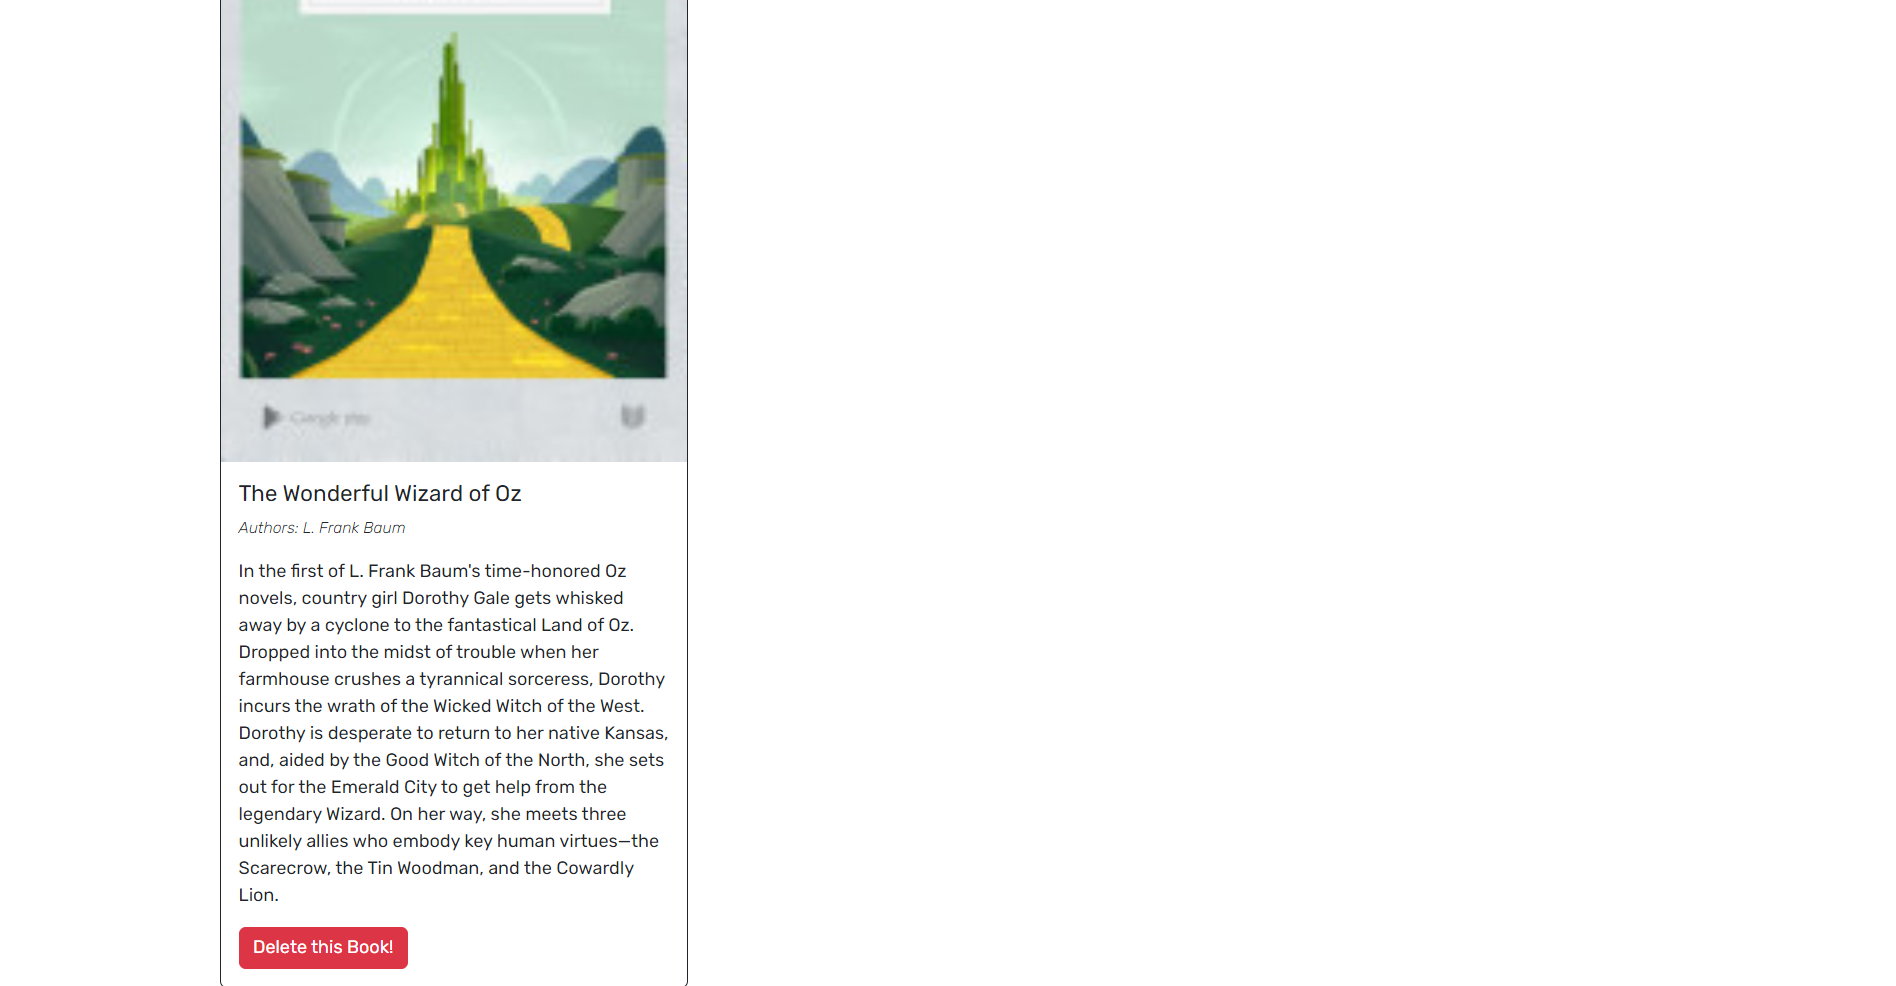 Google Play
The Wonderful Wizard of Oz
Authors: L. Frank Baum
In the first of L. Frank Baum's time-honored Oz
novels, country girl Dorothy Gale gets whisked
away by a cyclone to the fantastical Land of Oz.
Dropped into the midst of trouble when her
farmhouse crushes a tyrannical sorceress, Dorothy
incurs the wrath of the Wicked Witch of the West.
Dorothy is desperate to return to her native Kansas,
and, aided by the Good Witch of the North, she sets
out for the Emerald City to get help from the
legendary Wizard. On her way, she meets three
unlikely allies who embody key human virtues—the
Scarecrow, the Tin Woodman, and the Cowardly
Lion.
Delete this Book!